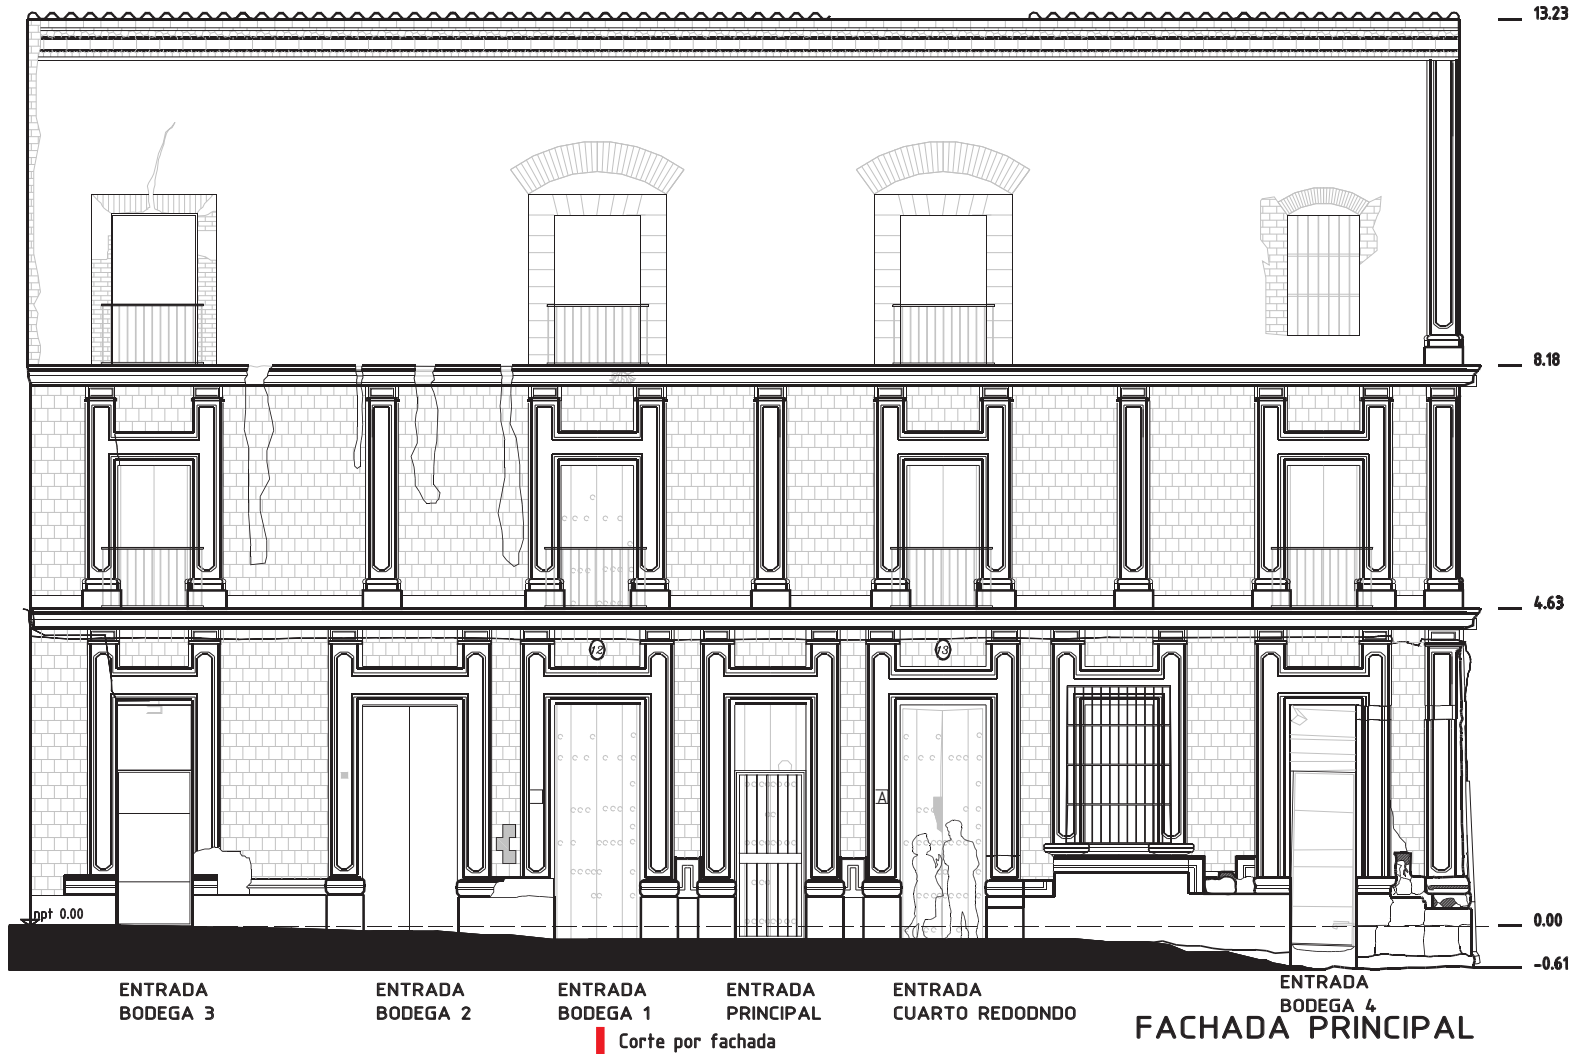 13.23
8.18
4.63
12
13
A
npt 0.00
0.00
-0.61
ENTRADA
BODEGA 3
ENTRADA
BODEGA 2
ENTRADA
BODEGA 1
ENTRADA
PRINCIPAL
ENTRADA
CUARTO REDODNDO
ENTRADA
BODEGA 4
FACHADA PRINCIPAL
Corte por fachada